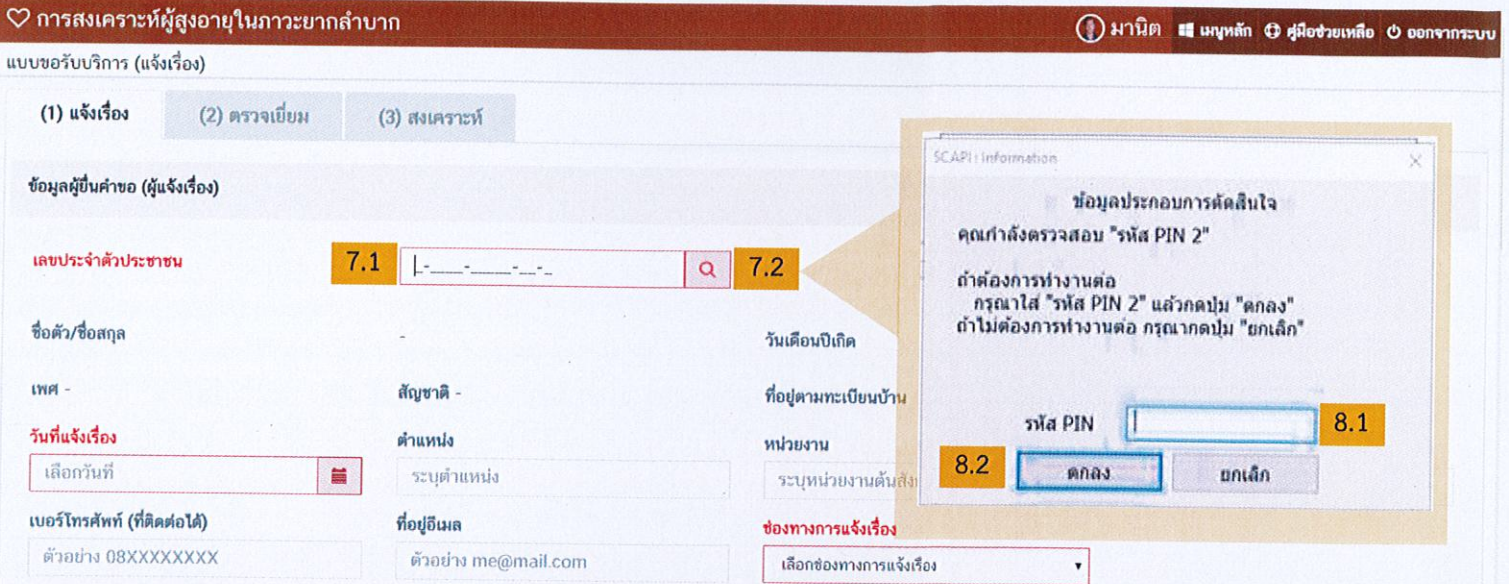 การสงเคราะห์ผู้สูงอายุในภาวะยากลำบาก
มานิต เมนูหลัก คู่มือช่วยเหลือ ออกจากระบบ
แบบขอรับบริการ (แจ้งเรื่อง)
(1) แจ้งเรื่อง (2) ตรวจเยี่ยม (3) สงเคราะห์
ข้อมูลผู้ยื่นคำขอ (ผู้แจ้งเรื่อง)
เลขประจำตัวประชาชน 7.1 _-____-_____-__-_ 7.2
ชื่อตัว/ชื่อสกุล - วันเดือนปีเกิด
เพศ - สัญชาติ - ที่อยู่ตามทะเบียนบ้าน
วันที่แจ้งเรื่อง ตำแหน่ง หน่วยงาน
เลือกวันที่ ระบุตำแหน่ง ระบุหน่วยงานต้นสัง
เบอร์โทรศัพท์ (ที่ติดต่อได้) ที่อยู่อีเมล ช่องทางการแจ้งเรื่อง
ตัวอย่าง 08XXXXXXXX ตัวอย่าง me@mail.com เลือกช่องทางการแจ้งเรื่อง
SCAPI : Information
ข้อมูลประกอบการตัดสินใจ
คุณกำลังตรวจสอบ "รหัส PIN 2"
ถ้าต้องการทำงานต่อ
กรุณาใส่ "รหัส PIN 2" แล้วกดปุ่ม "ตกลง"
ถ้าไม่ต้องการทำงานต่อ กรุณากดปุ่ม "ยกเลิก"
รหัส PIN 8.1
8.2 ตกลง ยกเลิก